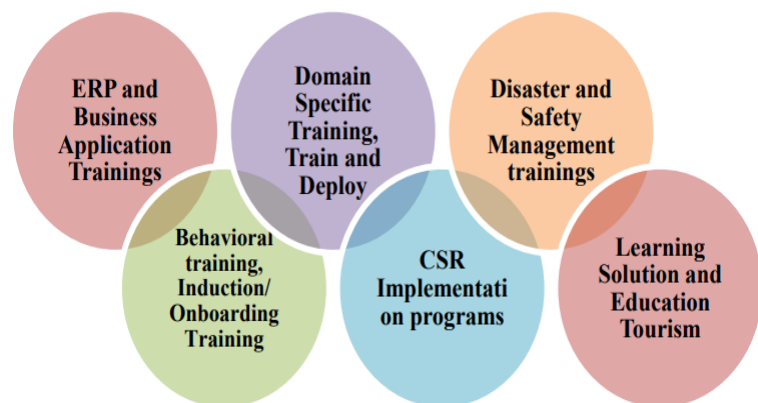 ERP and
Business
Application
Trainings
Behavioral
training,
Induction/
Onboarding
Training
Domain
Specific
Training,
Train and
Deploy
CSR
Implementati
on programs
Disaster and
Safety
Management
trainings
Learning
Solution and
Education
Tourism